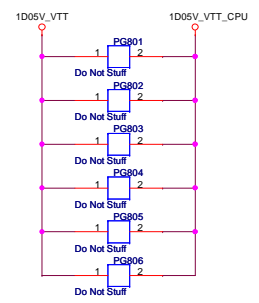 1D05V_VTT 1D05V_VTT_CPU
PG801
1 2
Do Not Stuff
PG802
1 2
Do Not Stuff
PG803
1 2
Do Not Stuff
PG804
1 2
Do Not Stuff
PG805
1 2
Do Not Stuff
PG806
1 2
Do Not Stuff